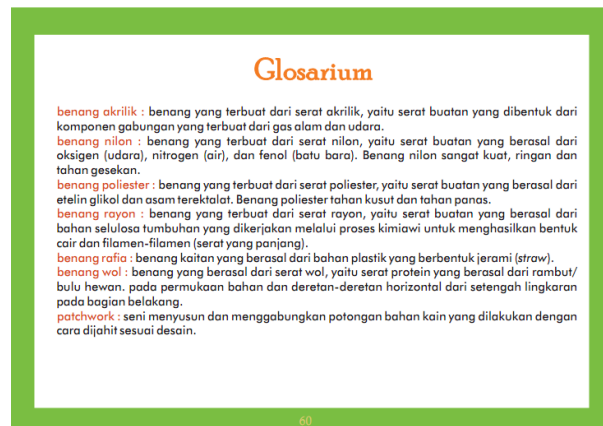 Glosarium
benang akrilik : benang yang terbuat dari serat akrilik, yaitu serat buatan yang dibentuk dari
komponen gabungan yang terbuat dari gas alam dan udara.
benang nilon : benang yang terbuat dari serat nilon, yaitu serat buatan yang berasal dari
oksigen (udara), nitrogen (air), dan fenol (batu bara). Benang nilon sangat kuat, ringan dan
tahan gesekan.
benang poliester : benang yang terbuat dari serat poliester, yaitu serat buatan yang berasal dari
etelin glikol dan asam terektalat. Benang poliester tahan kusut dan tahan panas.
benang rayon : benang yang terbuat dari serat rayon, yaitu serat buatan yang berasal dari
bahan selulosa tumbuhan yang dikerjakan melalui proses kimiawi untuk menghasilkan bentuk
cair dan filamen-filamen (serat yang panjang).
benang rafia : benang kaitan yang berasal dari bahan plastik yang berbentuk jerami (straw).
benang wol : benang yang berasal dari serat wol, yaitu serat protein yang berasal dari rambut/
bulu hewan. pada permukaan bahan dan deretan-deretan horizontal dari setengah lingkaran
pada bagian belakang.
patchwork : seni menyusun dan menggabungkan potongan bahan kain yang dilakukan dengan
cara dijahit sesuai desain.
60